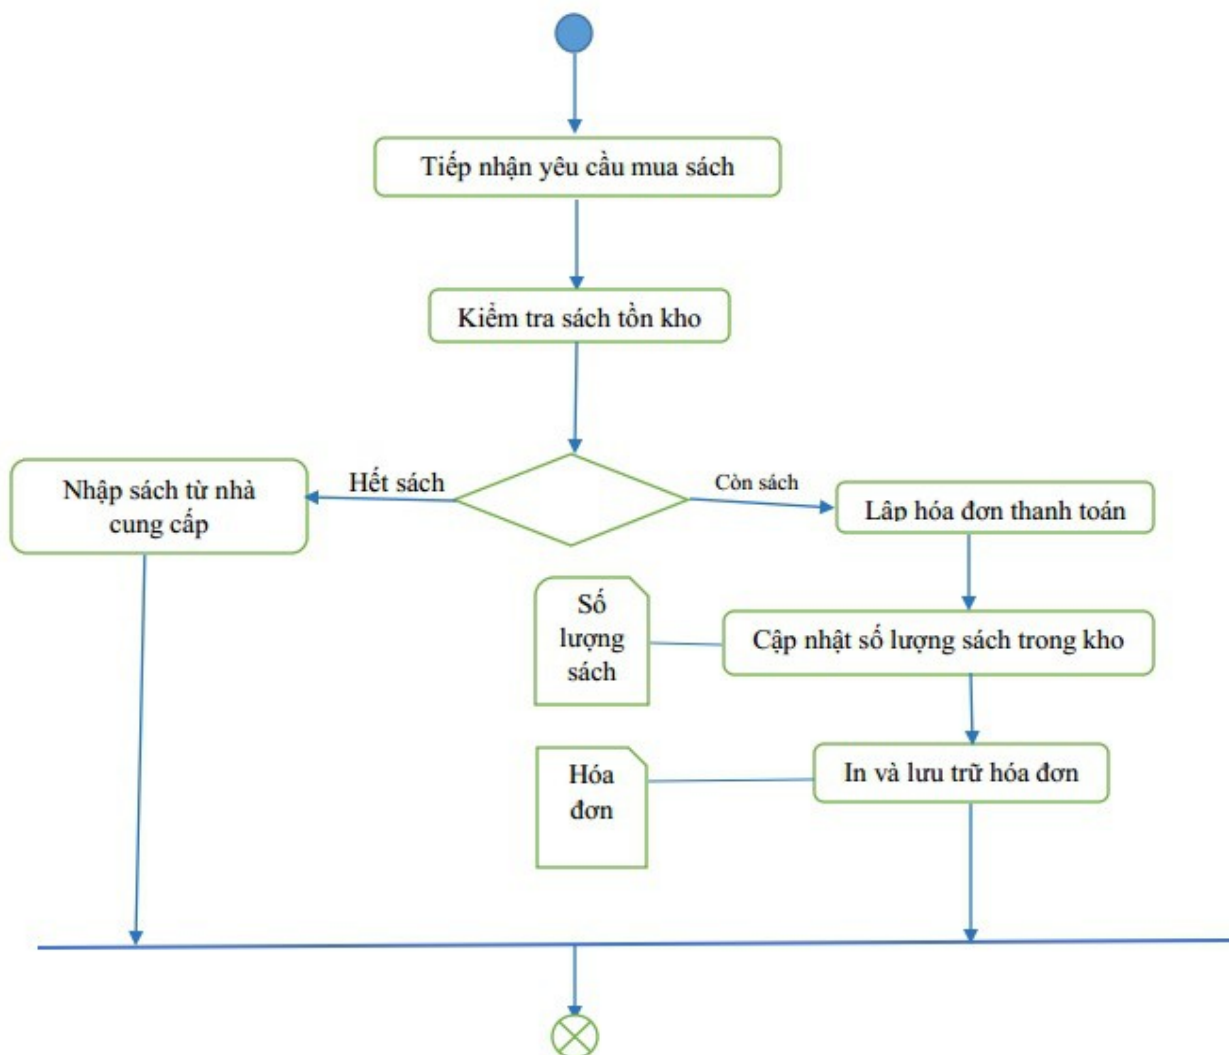 Tiếp nhận yêu cầu mua sách
Kiểm tra sách tồn kho
Nhập sách từ nhà
cung cấp
Hết sách
Còn sách
Lập hóa đơn thanh toán
Số
lượng
sách
Cập nhật số lượng sách trong kho
Hóa
đơn
In và lưu trữ hóa đơn